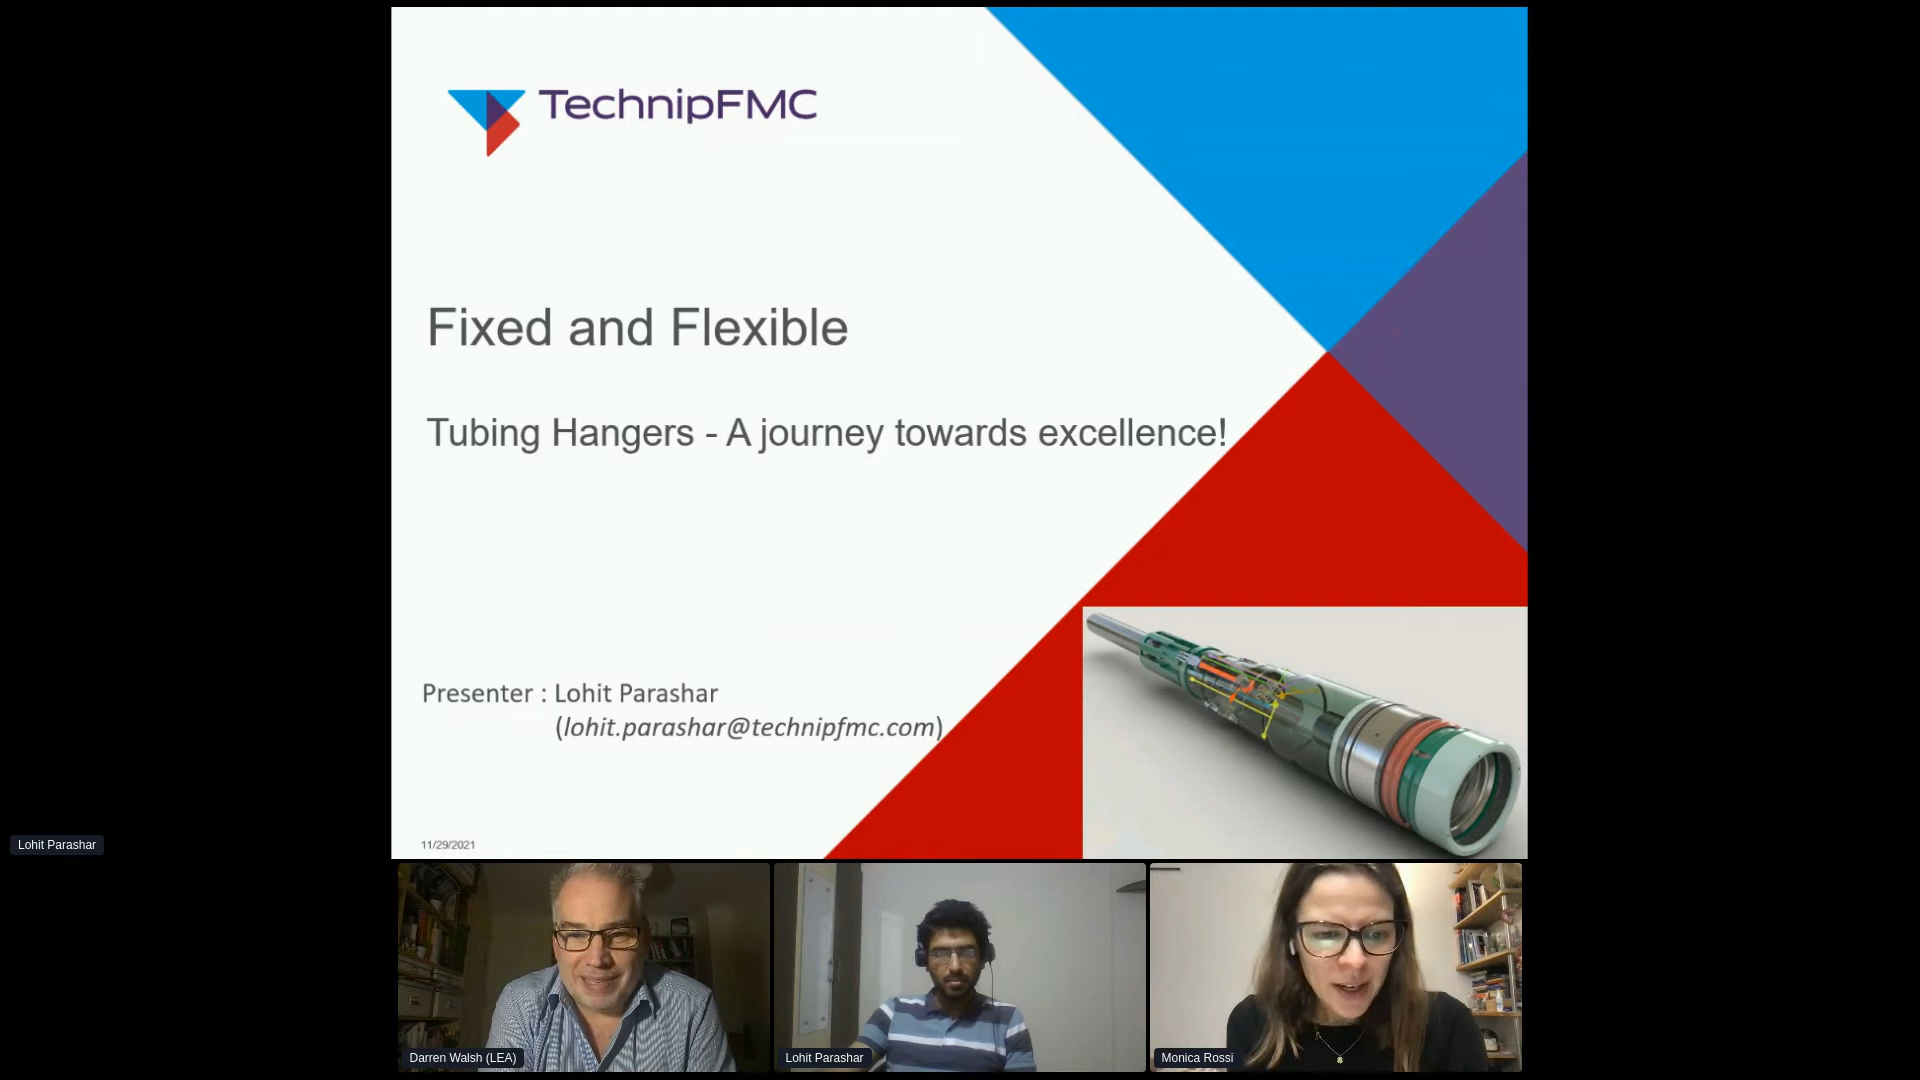 TechnipFMC
Fixed and Flexible
Tubing Hangers - A journey towards excellence!
Presenter : Lohit Parashar
(lohit.parashar@technipfmc.com)
11/29/2021
Lohit Parashar
Darren Walsh (LEA)
Lohit Parashar
Monica Rossi